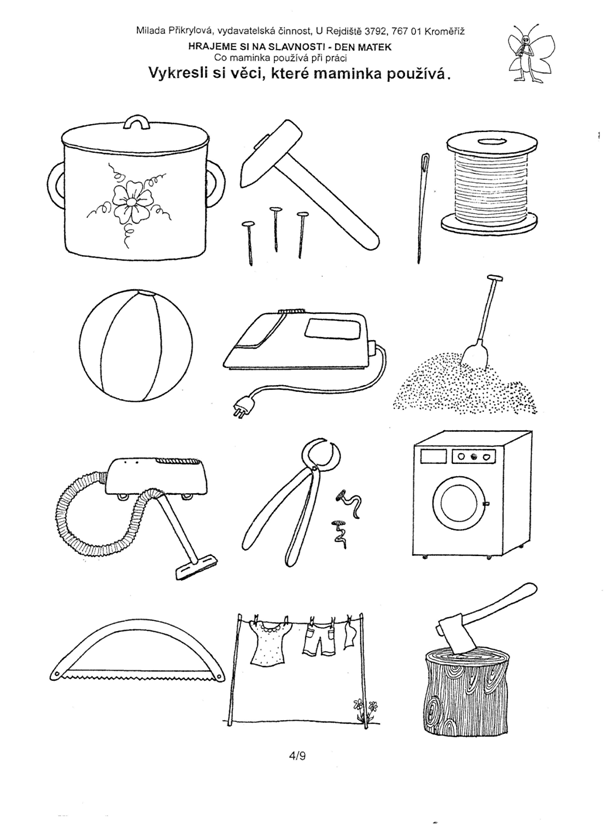 Milada Přikrylová, vydavatelská činnost, U Rejdiště 3792, 767 01 Kroměříž
HRAJEME SI NA SLAVNOSTI - DEN MATEK
Co maminka používá při práci
Vykresli si věci, které maminka používá.
4/9